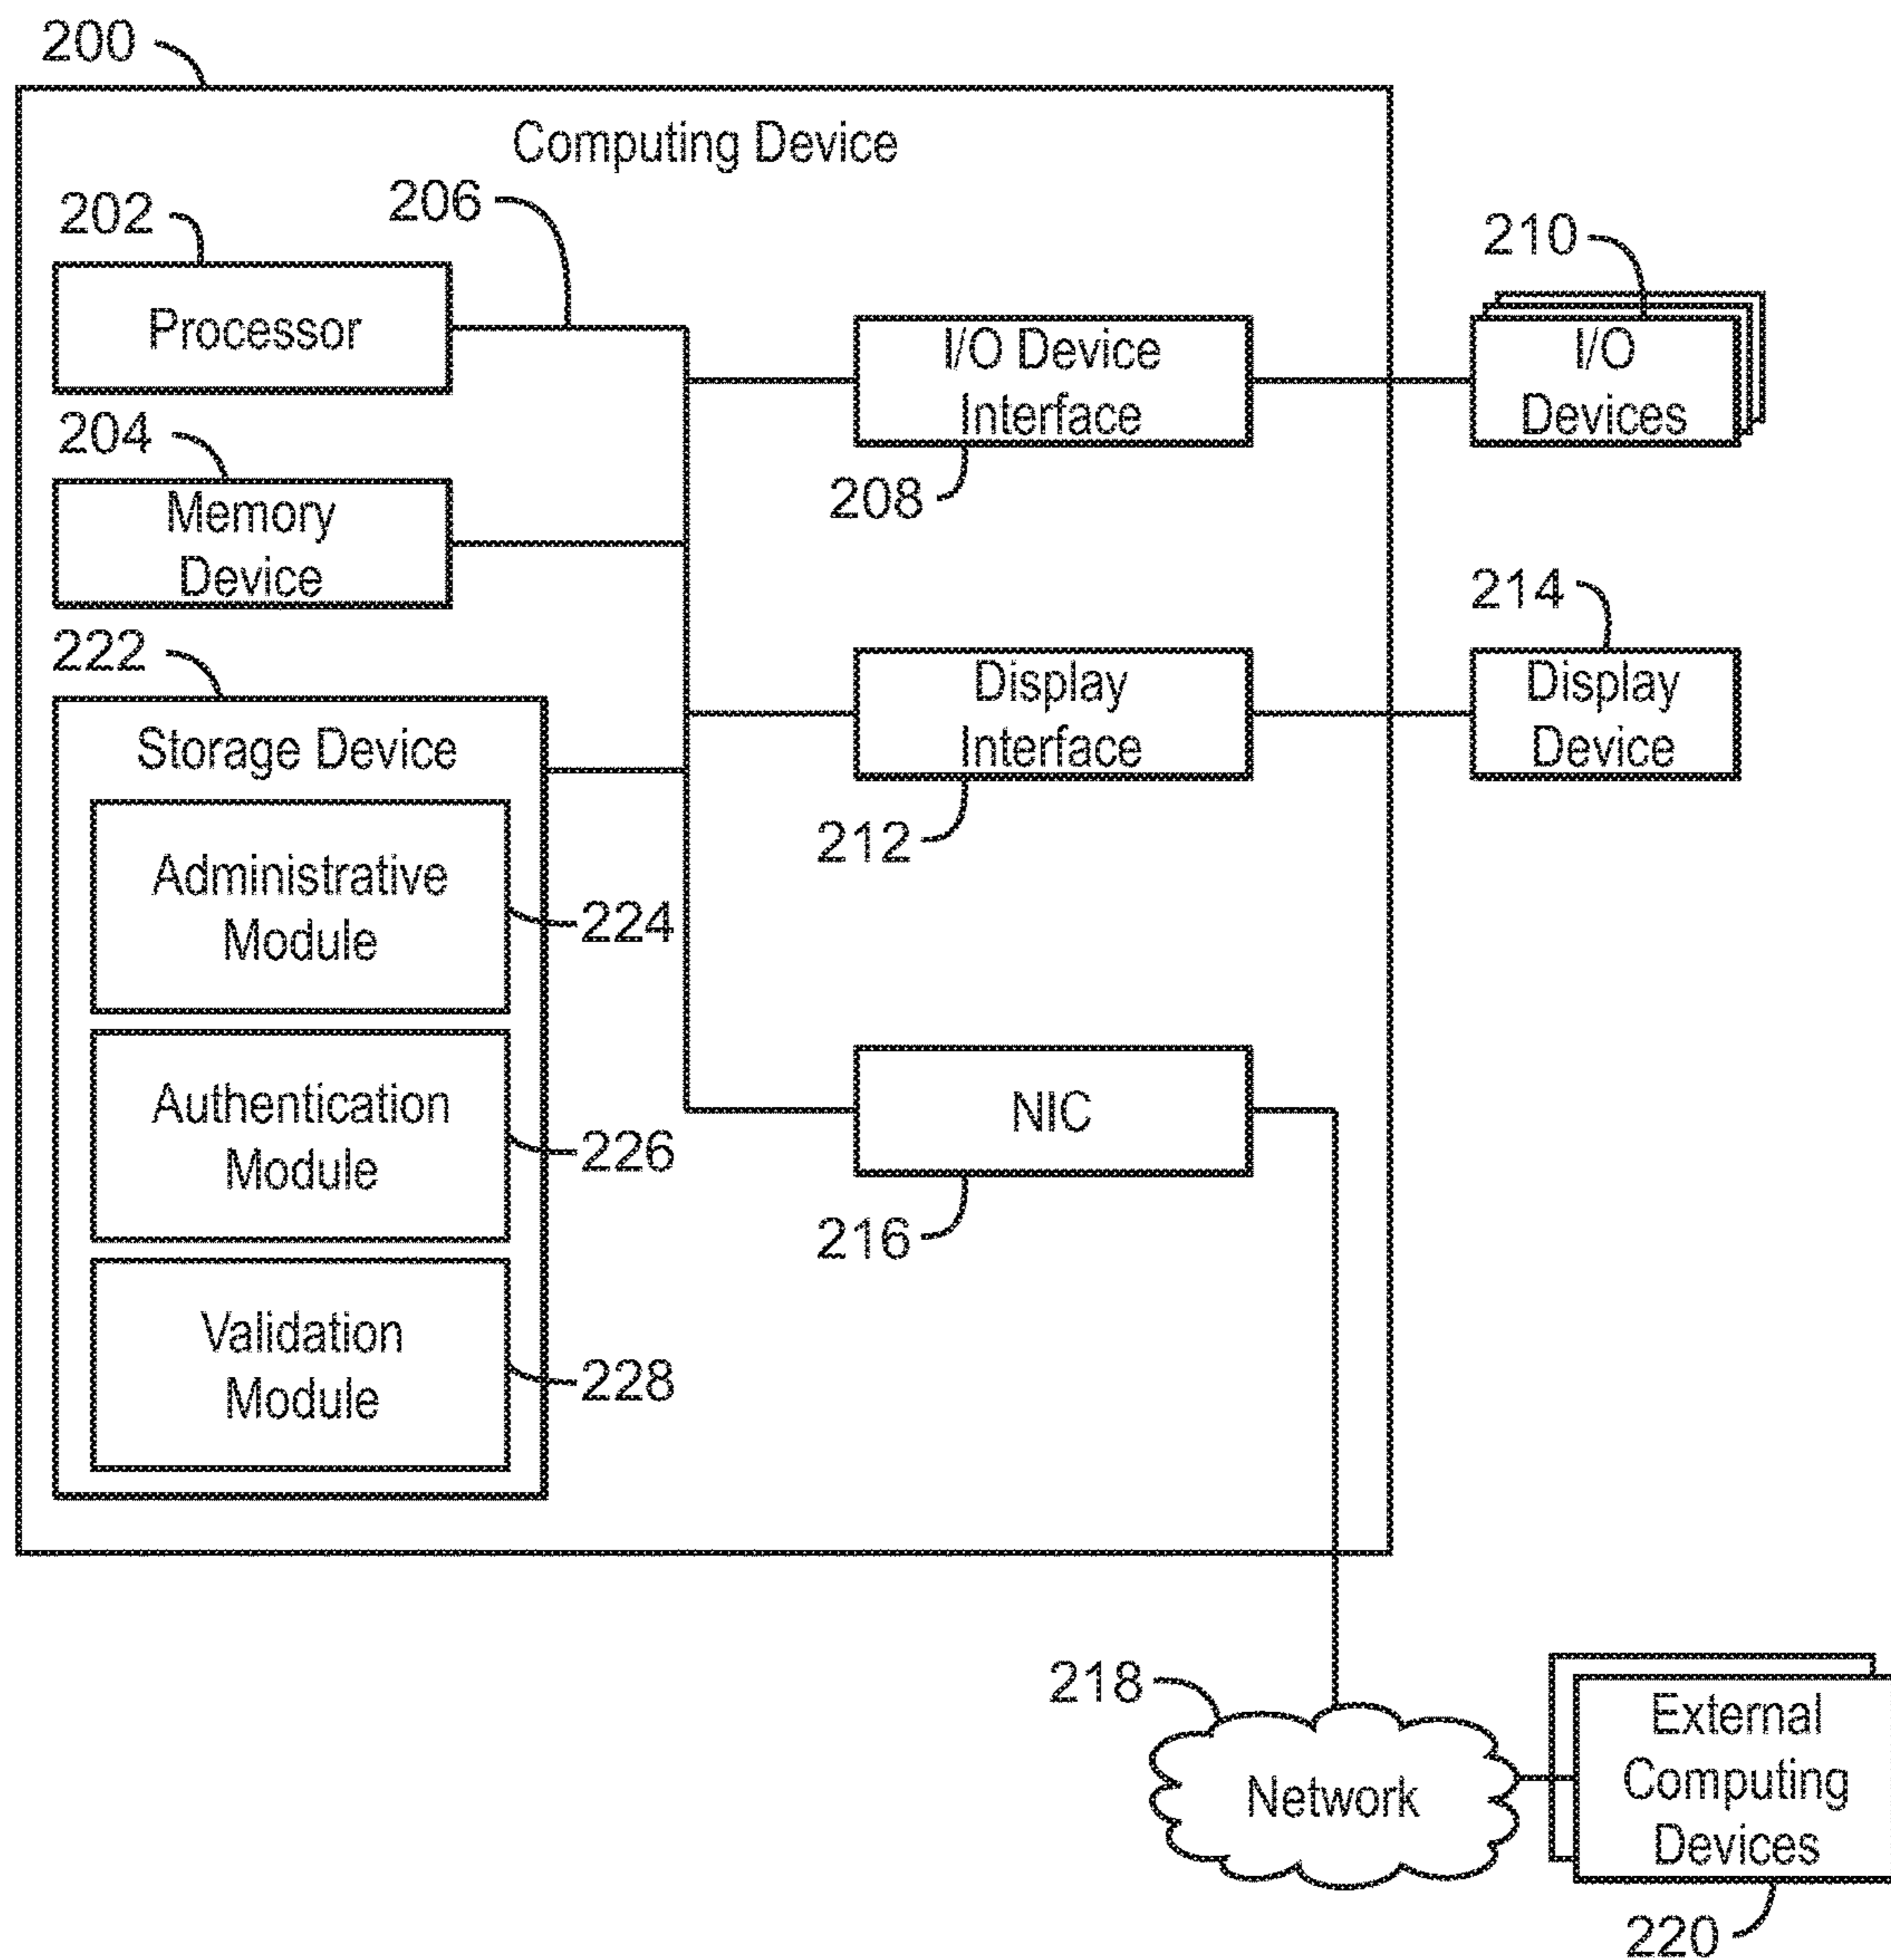 200
Computing Device
202
206
210
Processor
I/O Device
Interface
I/O
Devices
204
208
Memory
Device
214
222
Display
Interface
Display
Device
Storage Device
212
Administrative
Module
224
NIC
Authentication
Module
226
216
Validation
Module
228
218
External
Computing
Devices
Network
220